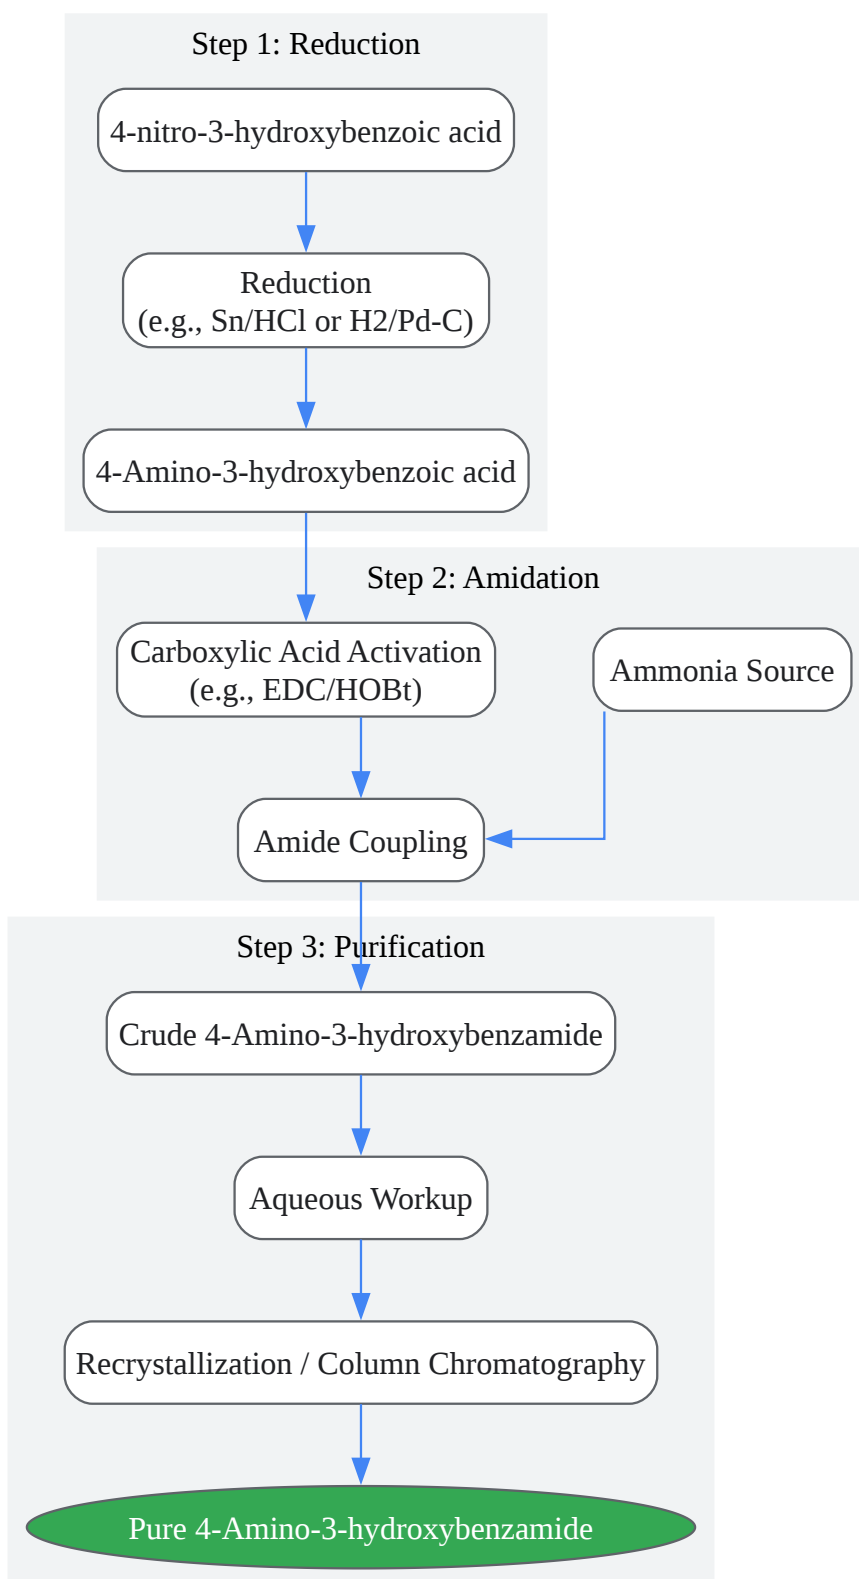 Step 1: Reduction
4-nitro-3-hydroxybenzoic acid
Reduction
(e.g., Sn/HCl or H2/Pd-C)
4-Amino-3-hydroxybenzoic acid
Step 2: Amidation
Carboxylic Acid Activation
(e.g., EDC/HOBt)
Ammonia Source
Amide Coupling
Step 3: Purification
Crude 4-Amino-3-hydroxybenzamide
Aqueous Workup
Recrystallization / Column Chromatography
Pure 4-Amino-3-hydroxybenzamide